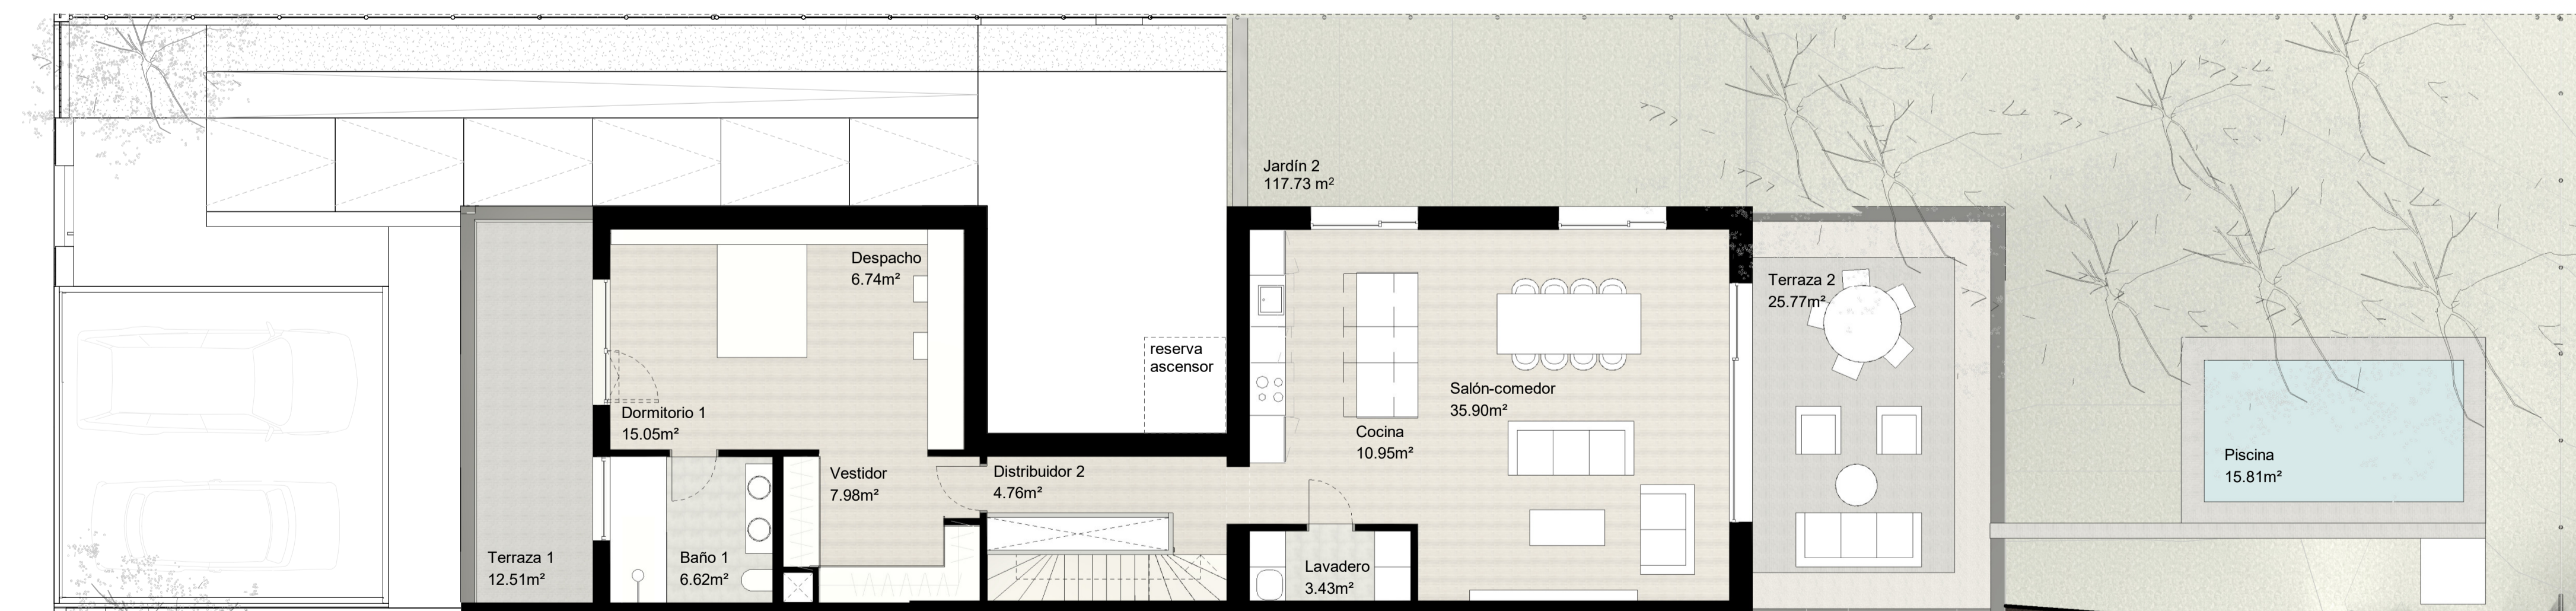 Jardín 2
117.73 m²
Despacho
6.74m²
Terraza 2
25.77m²
reserva
ascensor
Dormitorio 1
15.05m²
Salón-comedor
35.90m²
Cocina
10.95m²
Piscina
15.81m²
Vestidor
7.98m²
Distribuidor 2
4.76m²
Terraza 1
12.51m²
Baño 1
6.62m²
Lavadero
3.43m²